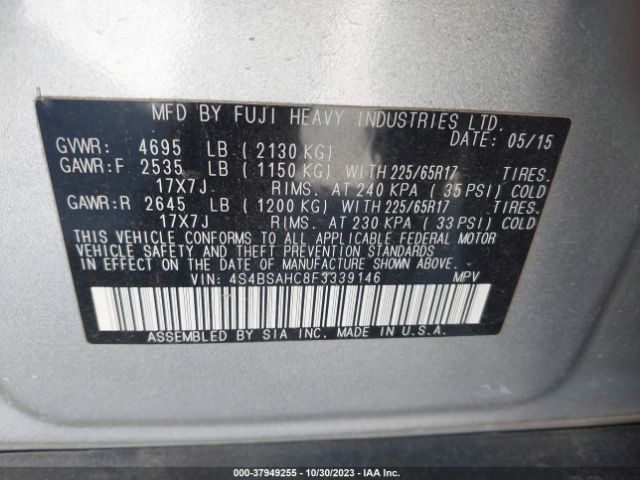 MFD BY FUJI HEAVY INDUSTRIES LTD.
DATE: 05/15
GVWR: 4695 LB ( 2130 KG)
GAWR:F 2535 LB ( 1150 KG) WITH 225/65R17 TIRES.
17X7J RIMS. AT 240 KPA ( 35 PSI) COLD
GAWR:R 2645 LB ( 1200 KG) WITH 225/65R17 TIRES.
17X7J RIMS. AT 230 KPA ( 33 PSI) COLD
THIS VEHICLE CONFORMS TO ALL APPLICABLE FEDERAL MOTOR
VEHICLE SAFETY AND THEFT PREVENTION STANDARDS
IN EFFECT ON THE DATE OF MANUFACTURE SHOWN ABOVE.
VIN: 4S4BSAHC8F3339146 MPV
ASSEMBLED BY SIA INC. MADE IN U.S.A.
000-37949255 - 10/30/2023 - IAA Inc.